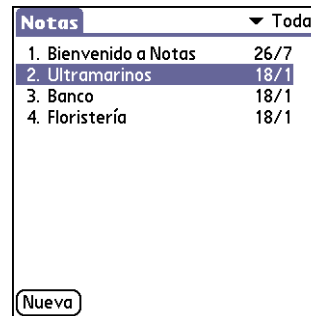 Notas Toda
1. Bienvenido a Notas 26/7
2. Ultramarinos 18/1
3. Banco 18/1
4. Floristería 18/1
Nueva